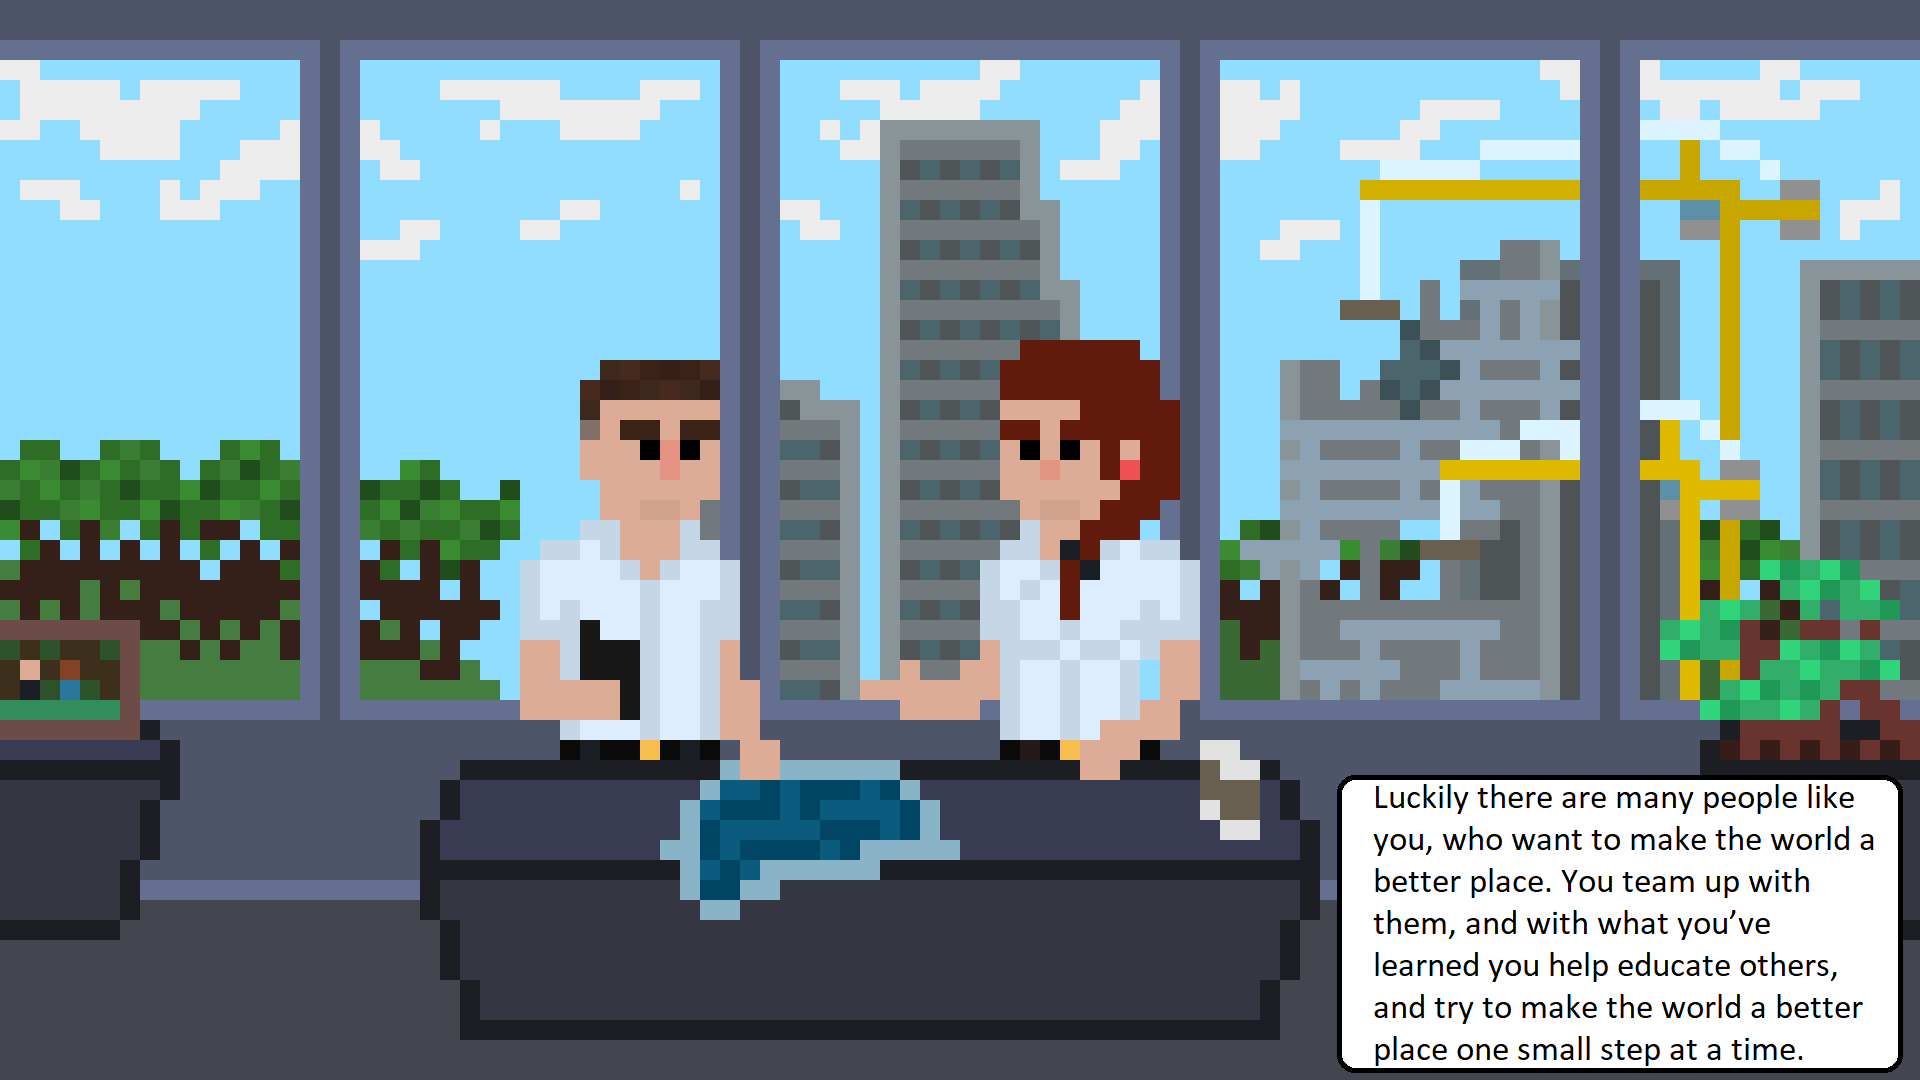 Luckily there are many people like
you, who want to make the world a
better place. You team up with
them, and with what you’ve
learned you help educate others,
and try to make the world a better
place one small step at a time.